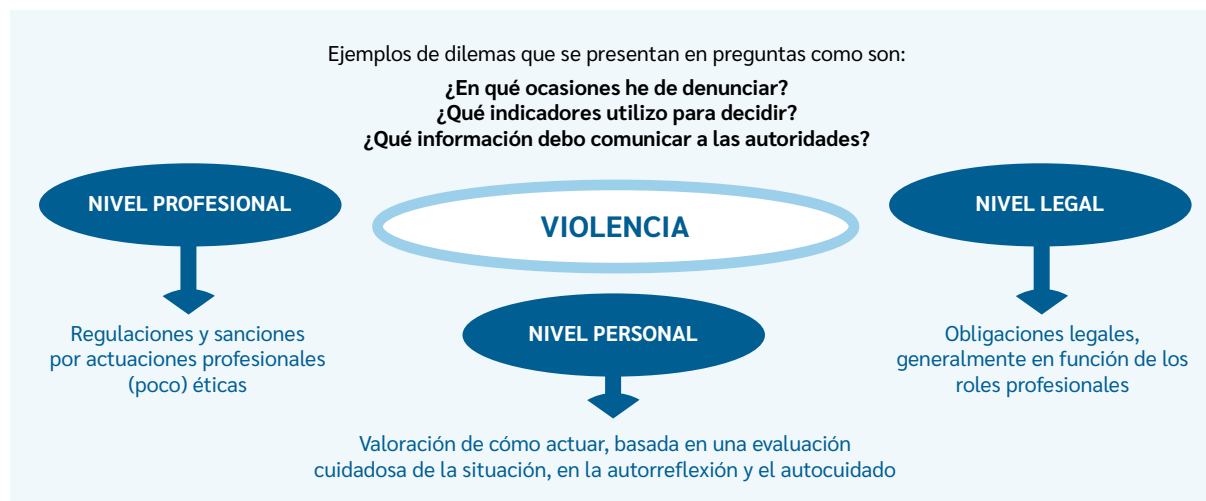 Ejemplos de dilemas que se presentan en preguntas como son:
¿En qué ocasiones he de denunciar?
¿Qué indicadores utilizo para decidir?
¿Qué información debo comunicar a las autoridades?
NIVEL PROFESIONAL
Regulaciones y sanciones
por actuaciones profesionales
(poco) éticas
VIOLENCIA
NIVEL PERSONAL
Valoración de cómo actuar, basada en una evaluación
cuidadosa de la situación, en la autorreflexión y el autocuidado
NIVEL LEGAL
Obligaciones legales,
generalmente en función de los
roles profesionales